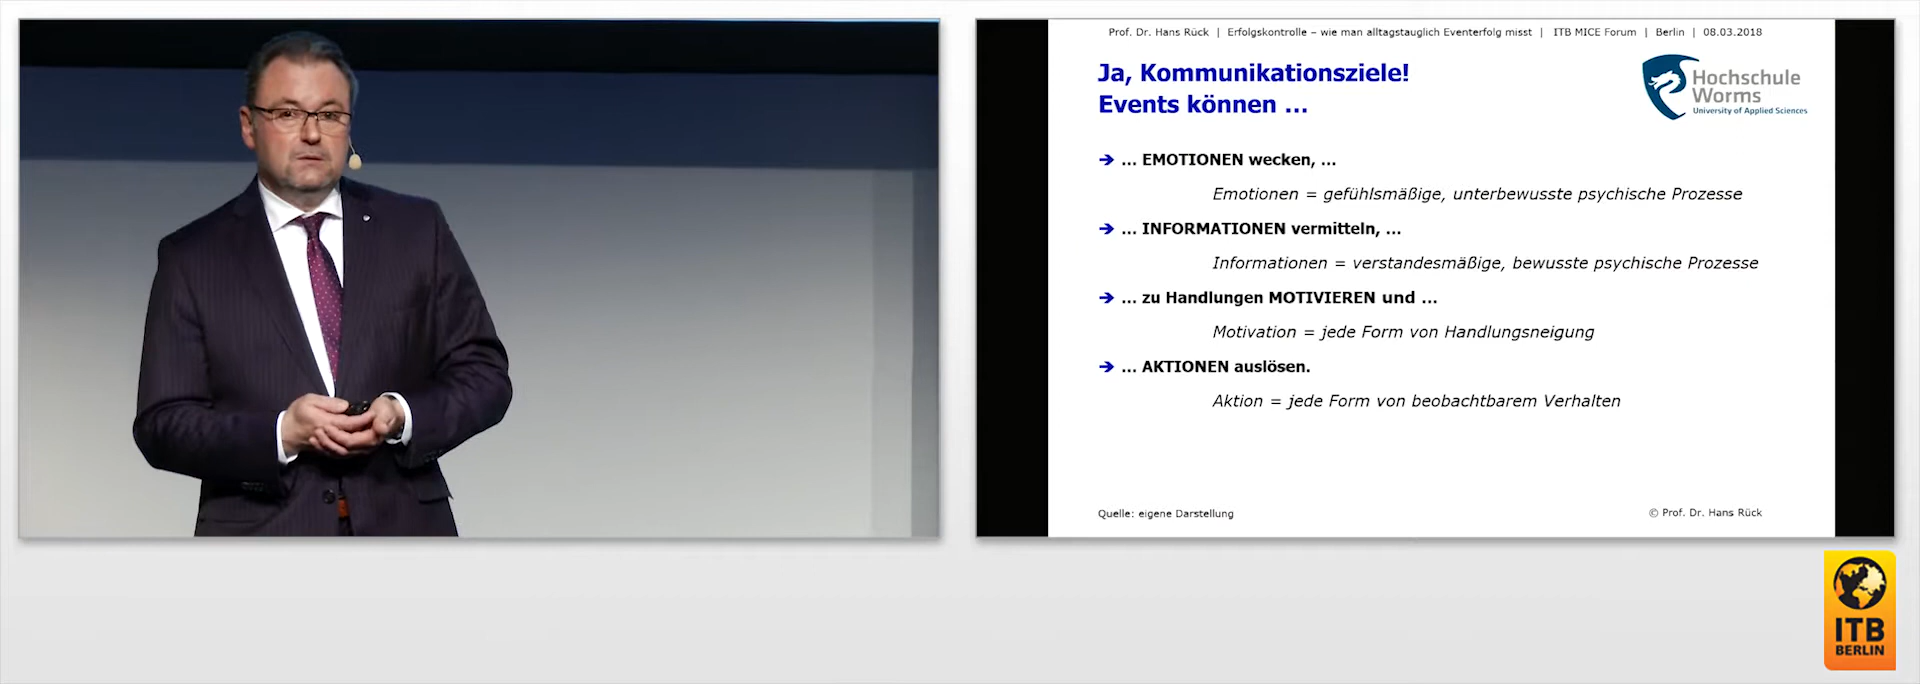 Prof. Dr. Hans Rück | Erfolgskontrolle – wie man alltagstauglich Eventerfolg misst | ITB MICE Forum | Berlin | 08.03.2018
Ja, Kommunikationsziele!
Events können ...
Hochschule
Worms
University of Applied Sciences
➔ ... EMOTIONEN wecken, ...
Emotionen = gefühlsmäßige, unterbewusste psychische Prozesse
➔ ... INFORMATIONEN vermitteln, ...
Informationen = verstandesmäßige, bewusste psychische Prozesse
➔ ... zu Handlungen MOTIVIEREN und ...
Motivation = jede Form von Handlungsneigung
➔ ... AKTIONEN auslösen.
Aktion = jede Form von beobachtbarem Verhalten
Quelle: eigene Darstellung
© Prof. Dr. Hans Rück
ITB
BERLIN